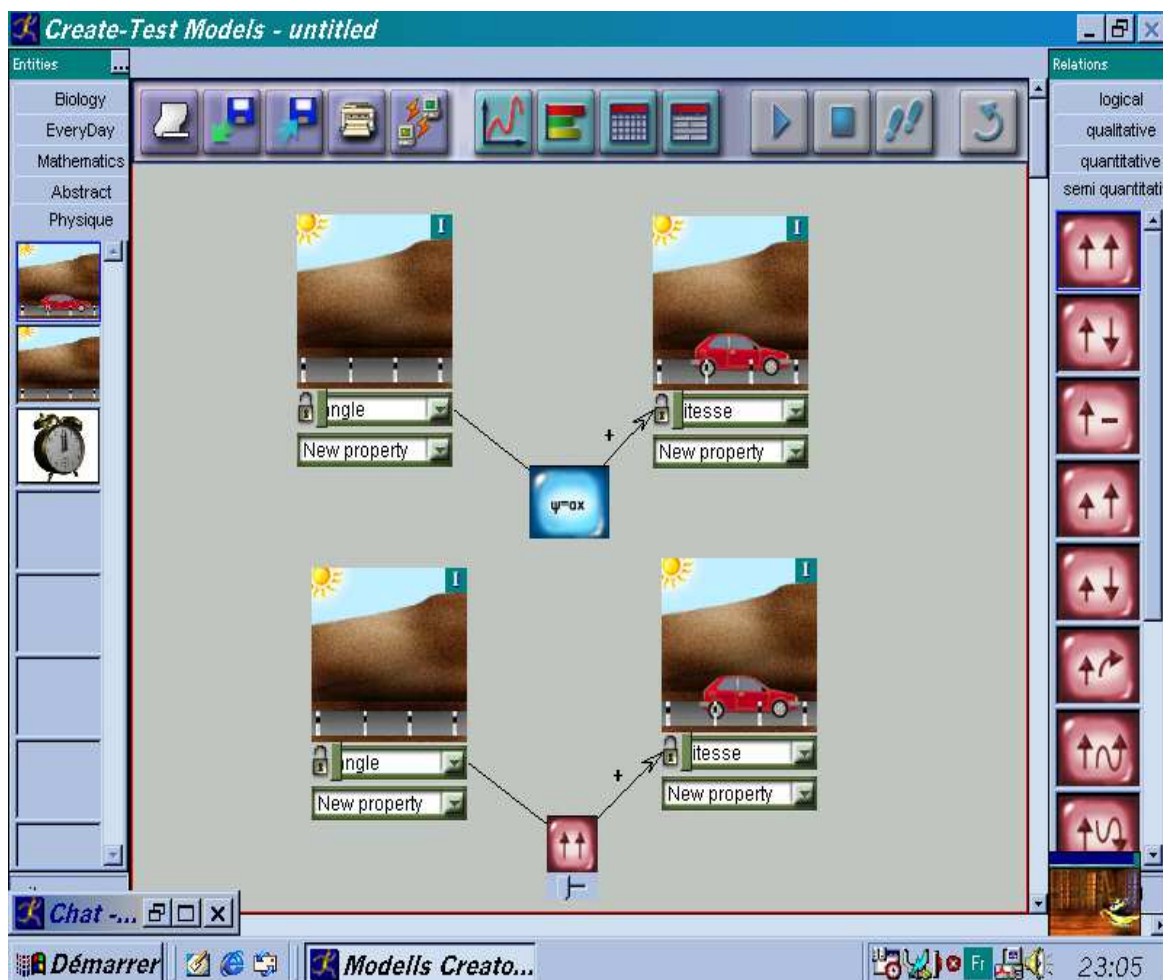 Create-Test Models - untitled
Entities
...
Biology
EveryDay
Mathematics
Abstract
Physique
Relations
logical
qualitative
quantitative
semi quantitati
I
I
ngle
itesse
New property
New property
+
ψ=αx
I
I
ngle
itesse
New property
New property
+
Chat -...
Démarrer
Modells Creato...
Fr
23:05